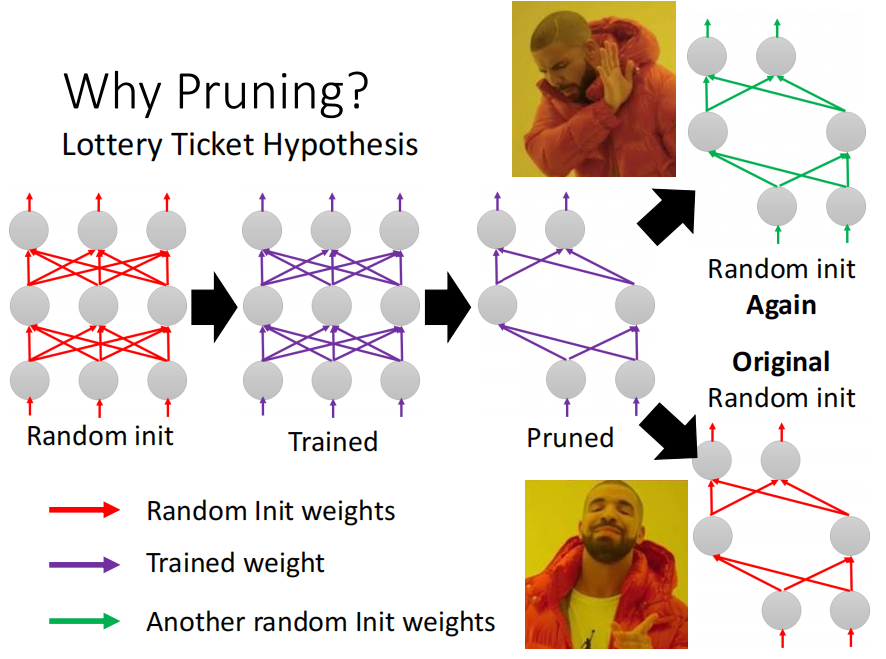 Why Pruning?
Lottery Ticket Hypothesis
Random init
Trained
Pruned
Random init
Again
Original
Random init
Random Init weights
Trained weight
Another random Init weights